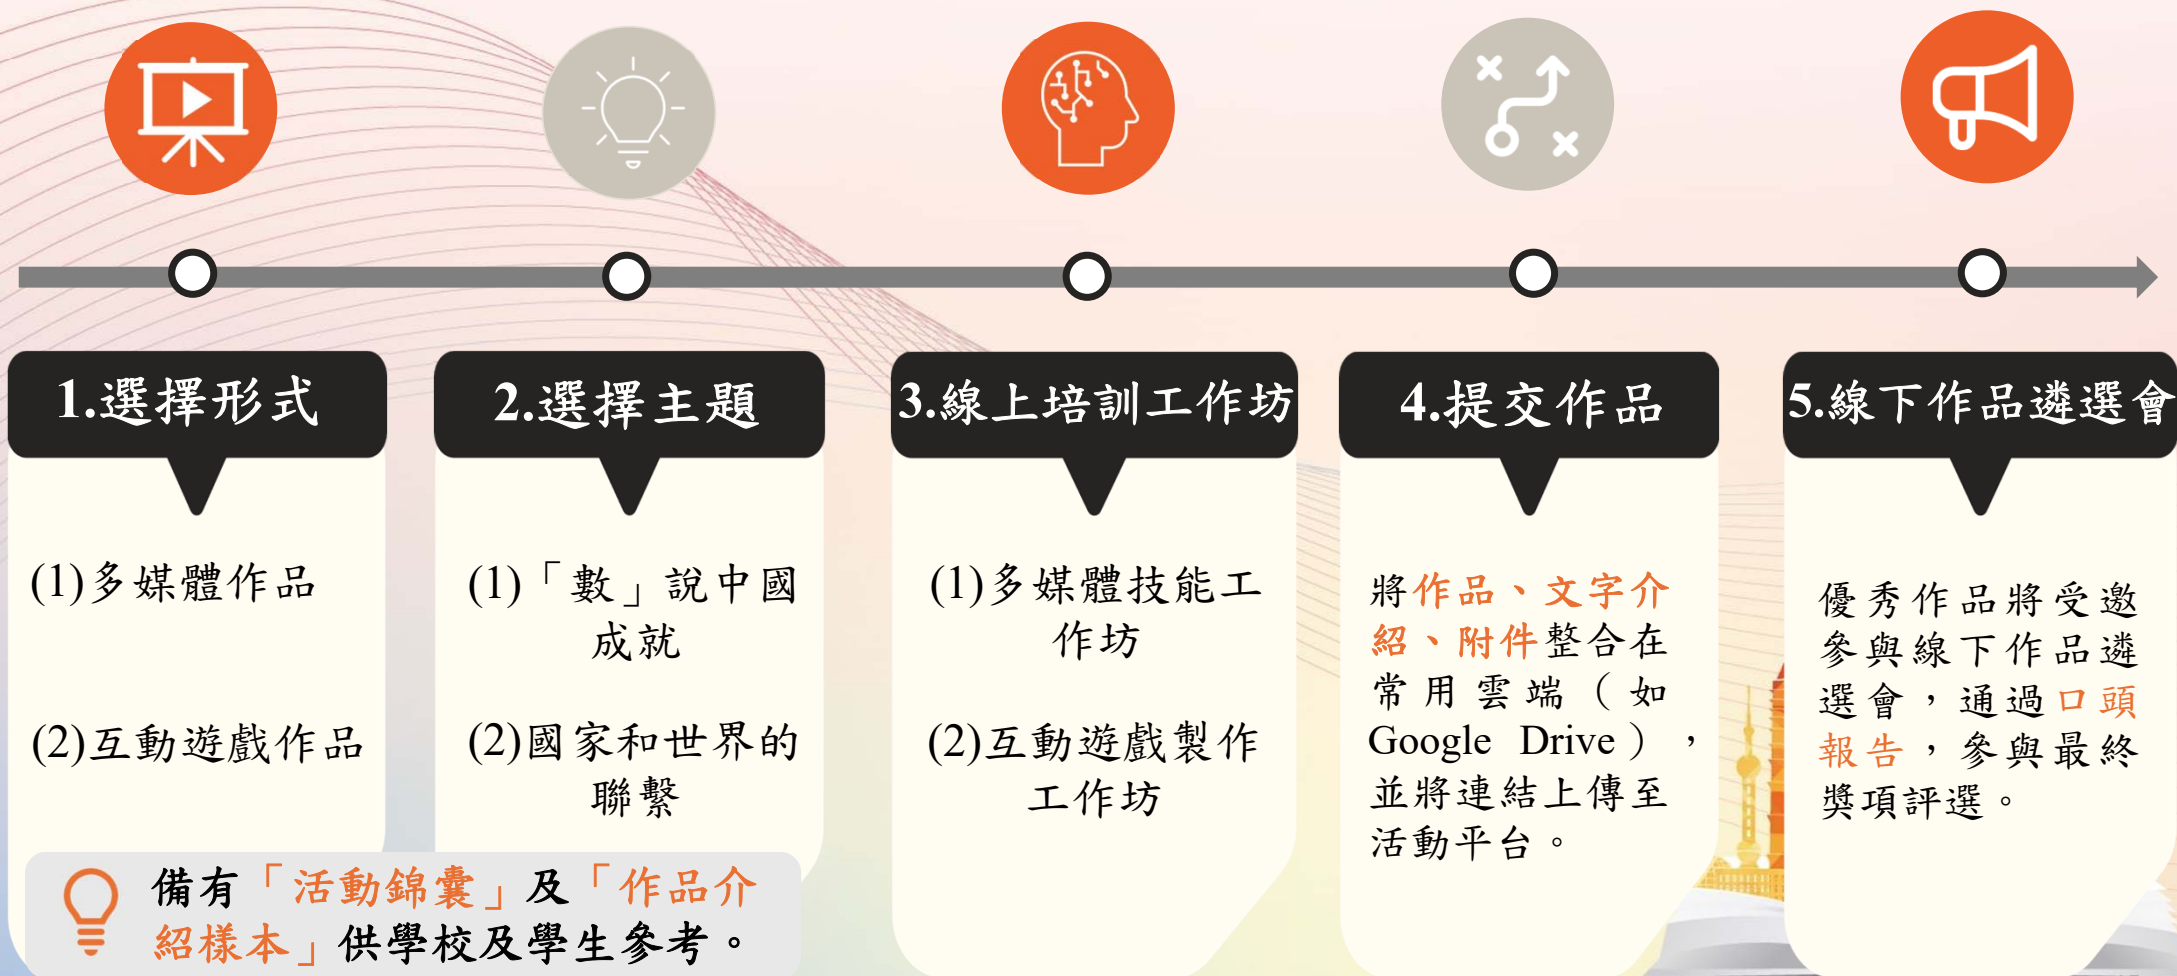 1.選擇形式
(1)多媒體作品
(2)互動遊戲作品
2.選擇主題
(1)「數」說中國
成就
(2)國家和世界的
聯繫
備有「活動錦囊」及「作品介
紹樣本」供學校及學生參考。
3.線上培訓工作坊
(1)多媒體技能工
作坊
(2)互動遊戲製作
工作坊
4.提交作品
將作品、文字介
紹、附件整合在
常用雲端（如
Google Drive），
並將連結上傳至
活動平台。
5.線下作品遴選會
優秀作品將受邀
參與線下作品遴
選會，通過口頭
報告，參與最終
獎項評選。